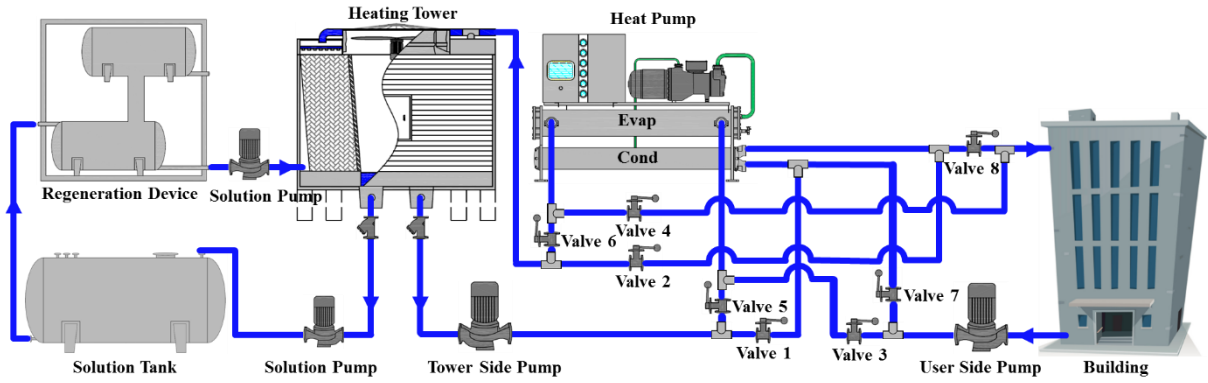 Heating Tower
Heat Pump
Evap
Cond
Valve 8
Regeneration Device
Solution Pump
Valve 4
Valve 6
Valve 2
Valve 5
Valve 7
Valve 1
Valve 3
Solution Tank
Solution Pump
Tower Side Pump
User Side Pump
Building